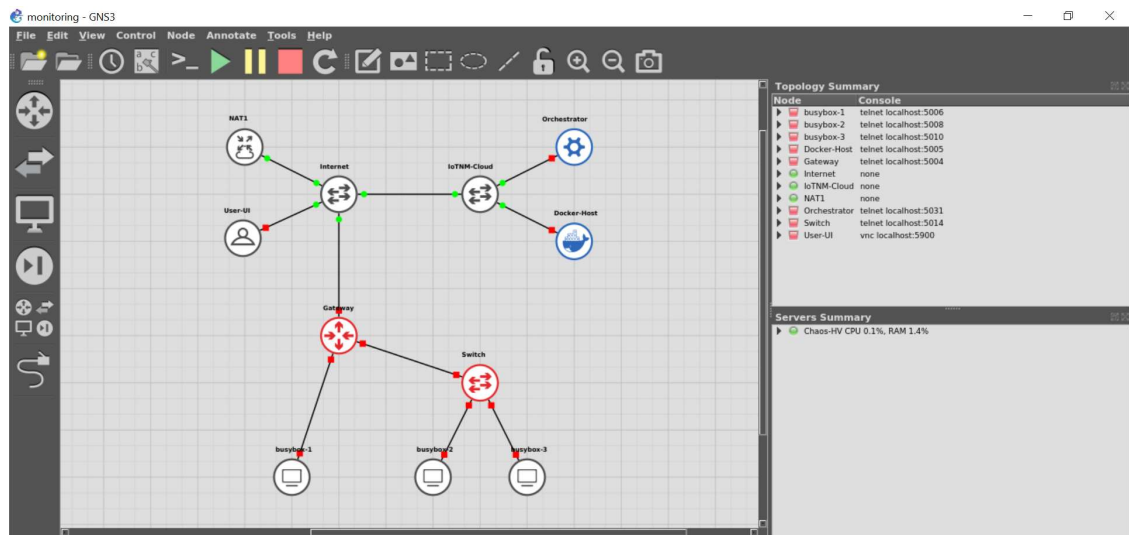 monitoring - GNS3
File Edit View Control Node Annotate Tools Help
a c
b
>_
NAT1
Orchestrator
Internet
IoTNM-Cloud
User-UI
Docker-Host
Gateway
Switch
busybox-1
busybox-2
busybox-3
Topology Summary
Node Console
busybox-1 telnet localhost:5006
busybox-2 telnet localhost:5008
busybox-3 telnet localhost:5010
Docker-Host telnet localhost:5005
Gateway telnet localhost:5004
Internet none
IoTNM-Cloud none
NAT1 none
Orchestrator telnet localhost:5031
Switch telnet localhost:5014
User-UI vnc localhost:5900
Servers Summary
Chaos-HV CPU 0.1%, RAM 1.4%